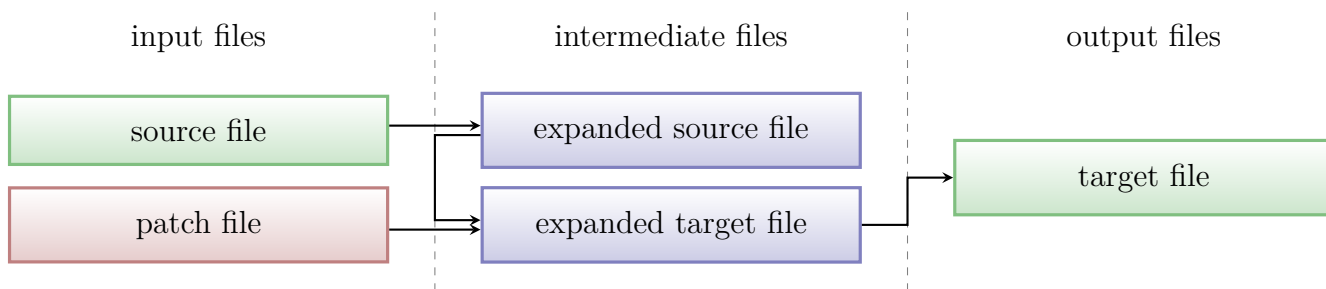 input files
intermediate files
output files
source file
expanded source file
target file
patch file
expanded target file